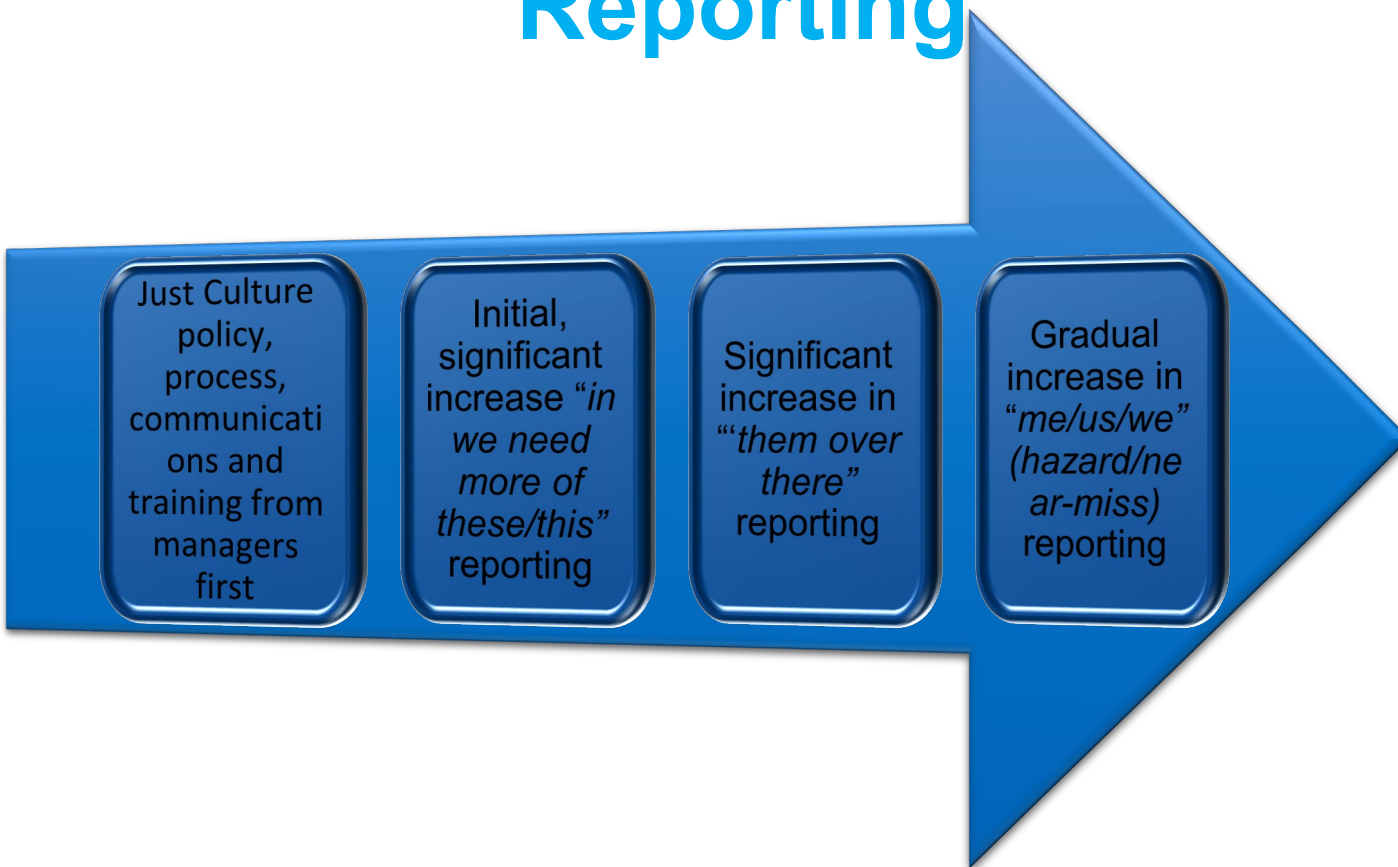 Reporting
Just Culture
policy,
process,
communicati
ons and
training from
managers
first
Initial,
significant
increase “in
we need
more of
these/this”
reporting
Significant
increase in
“‘them over
there”
reporting
Gradual
increase in
“me/us/we”
(hazard/ne
ar-miss)
reporting